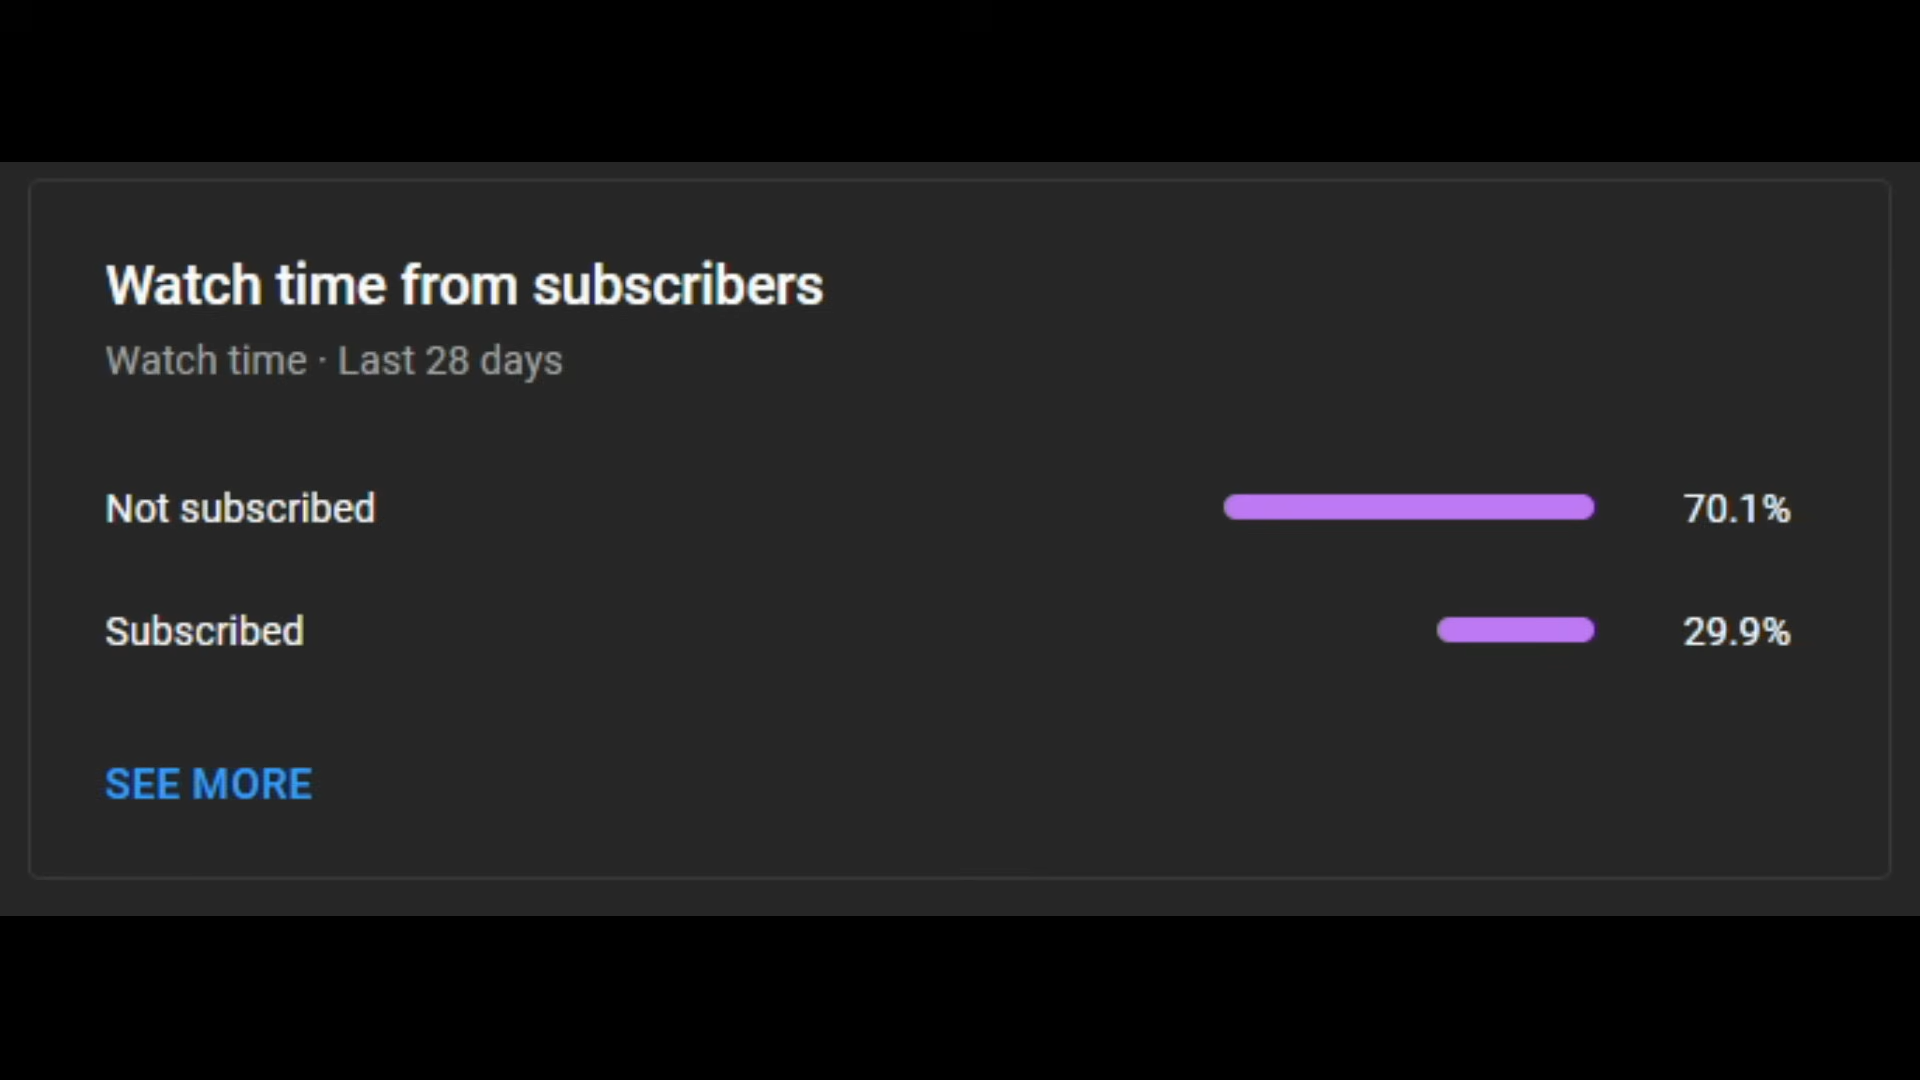 Watch time from subscribers
Watch time · Last 28 days
Not subscribed 70.1%
Subscribed 29.9%
SEE MORE